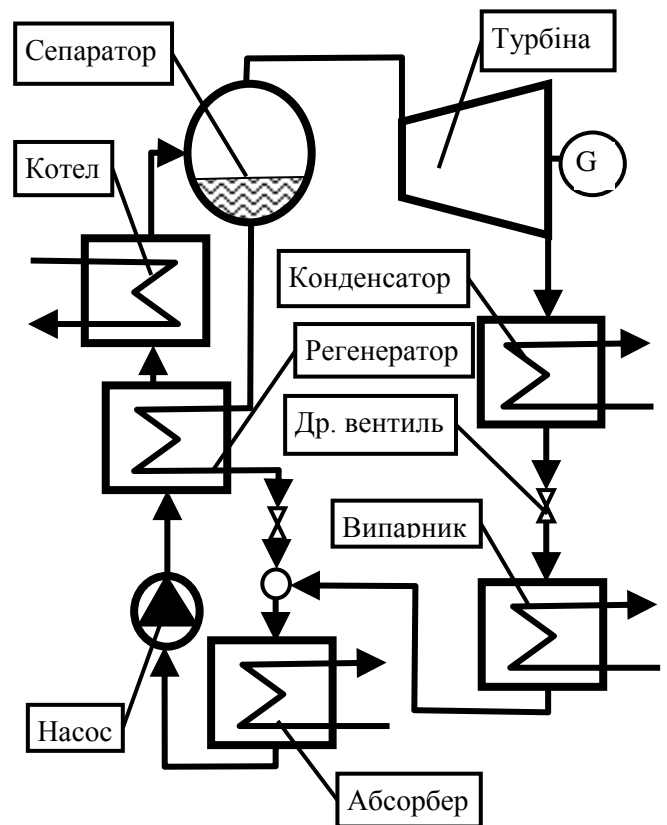 Сепаратор
Турбіна
Котел
G
Конденсатор
Регенератор
Др. вентиль
Випарник
Насос
Абсорбер